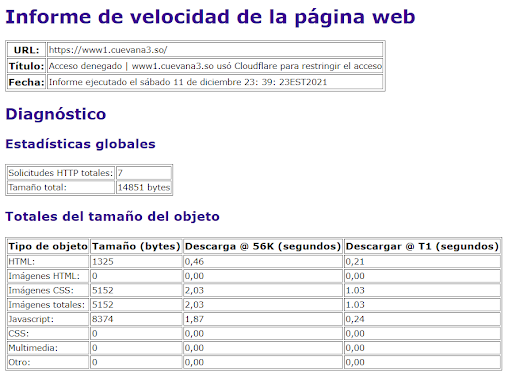 Informe de velocidad de la página web
URL: https://www1.cuevana3.so/
Título: Acceso denegado | www1.cuevana3.so usó Cloudflare para restringir el acceso
Fecha: Informe ejecutado el sábado 11 de diciembre 23: 39: 23EST2021
Diagnóstico
Estadísticas globales
Solicitudes HTTP totales: 7
Tamaño total: 14851 bytes
Totales del tamaño del objeto
Tipo de objeto Tamaño (bytes) Descarga @ 56K (segundos) Descargar @ T1 (segundos)
HTML: 1325 0,46 0,21
Imágenes HTML: 0 0,00 0,00
Imágenes CSS: 5152 2,03 1.03
Imágenes totales: 5152 2,03 1.03
Javascript: 8374 1,87 0,24
CSS: 0 0,00 0,00
Multimedia: 0 0,00 0,00
Otro: 0 0,00 0,00